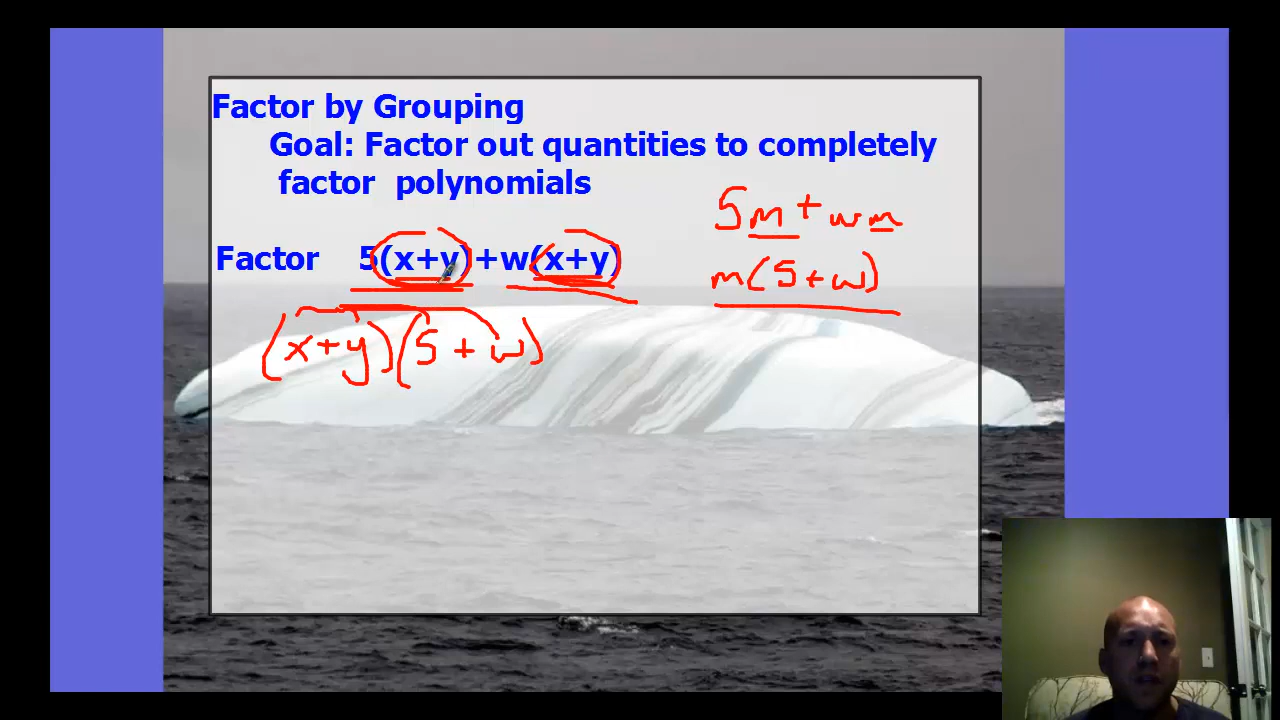 Factor by Grouping
Goal: Factor out quantities to completely
factor polynomials
5m + wm
Factor 5(x+y)+w(x+y)
m(5+w)
(x+y)(5+w)